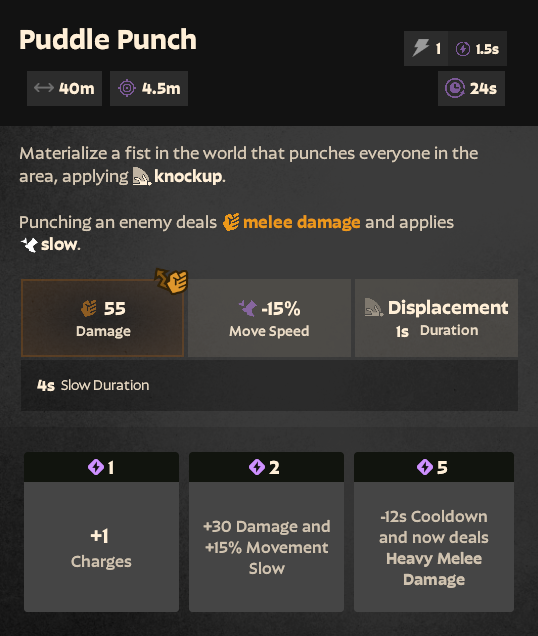 Puddle Punch
1 1.5s
40m 4.5m 24s
Materialize a fist in the world that punches everyone in the
area, applying knockup.
Punching an enemy deals melee damage and applies
slow.
55
Damage
-15%
Move Speed
Displacement
1s Duration
4s Slow Duration
1
+1
Charges
2
+30 Damage and
+15% Movement
Slow
5
-12s Cooldown
and now deals
Heavy Melee
Damage